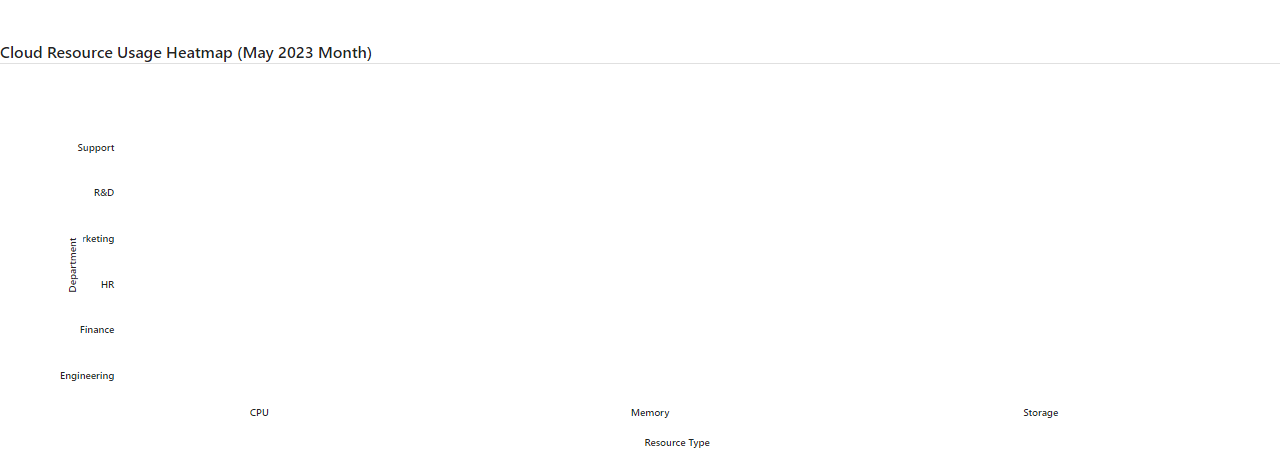 Cloud Resource Usage Heatmap (May 2023 Month)
Support
R&D
rketing
Department
HR
Finance
Engineering
CPU Memory Storage
Resource Type